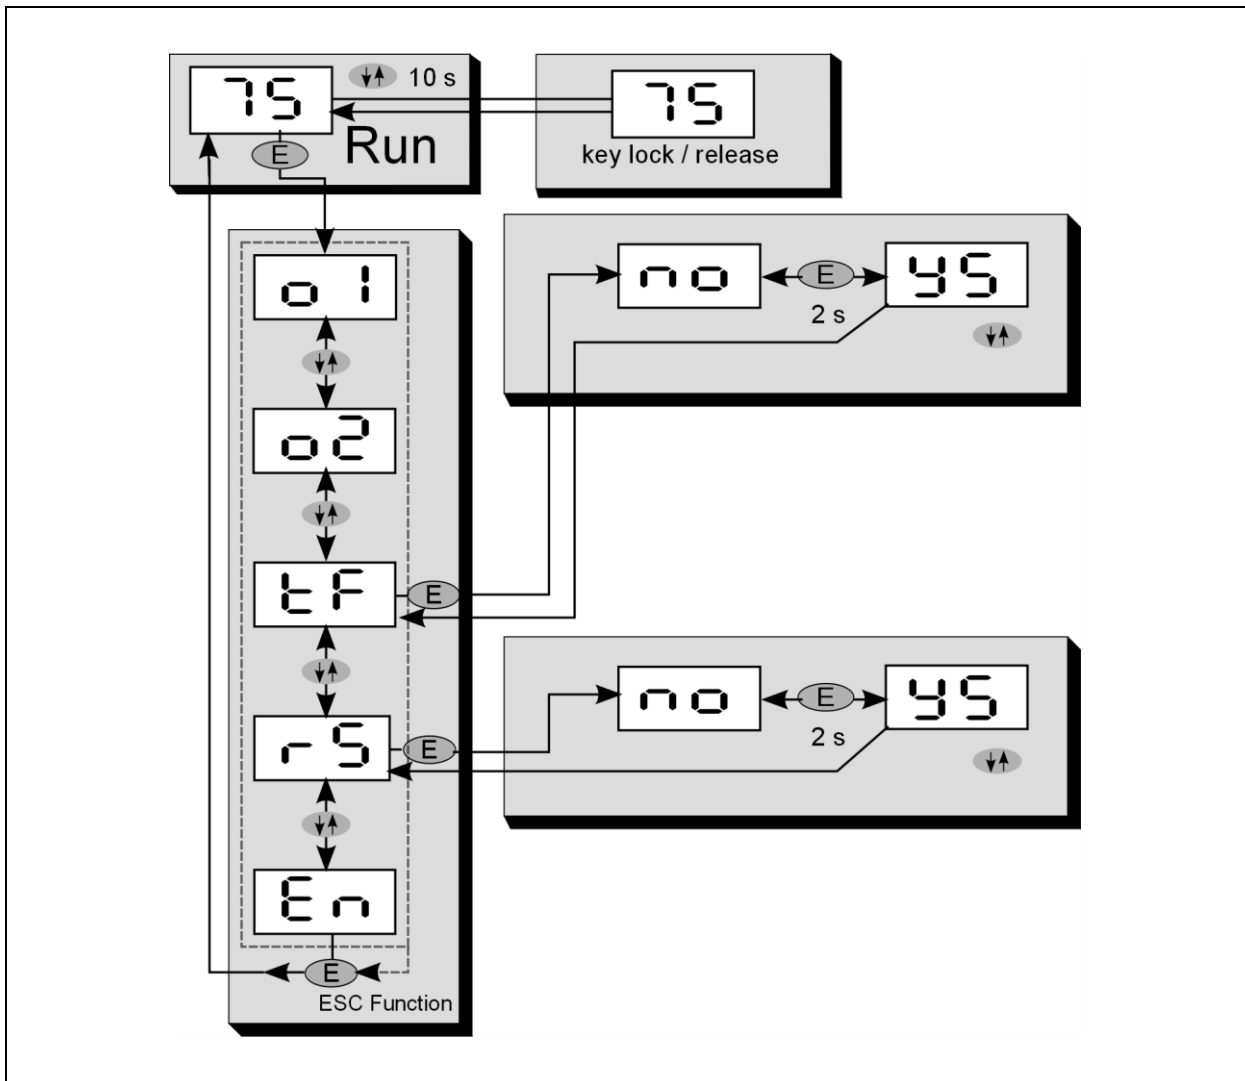 75 10 s
Run
E
75
key lock / release
o1
o2
tF
E
rS
E
En
E
ESC Function
no E YS
2 s
no E YS
2 s